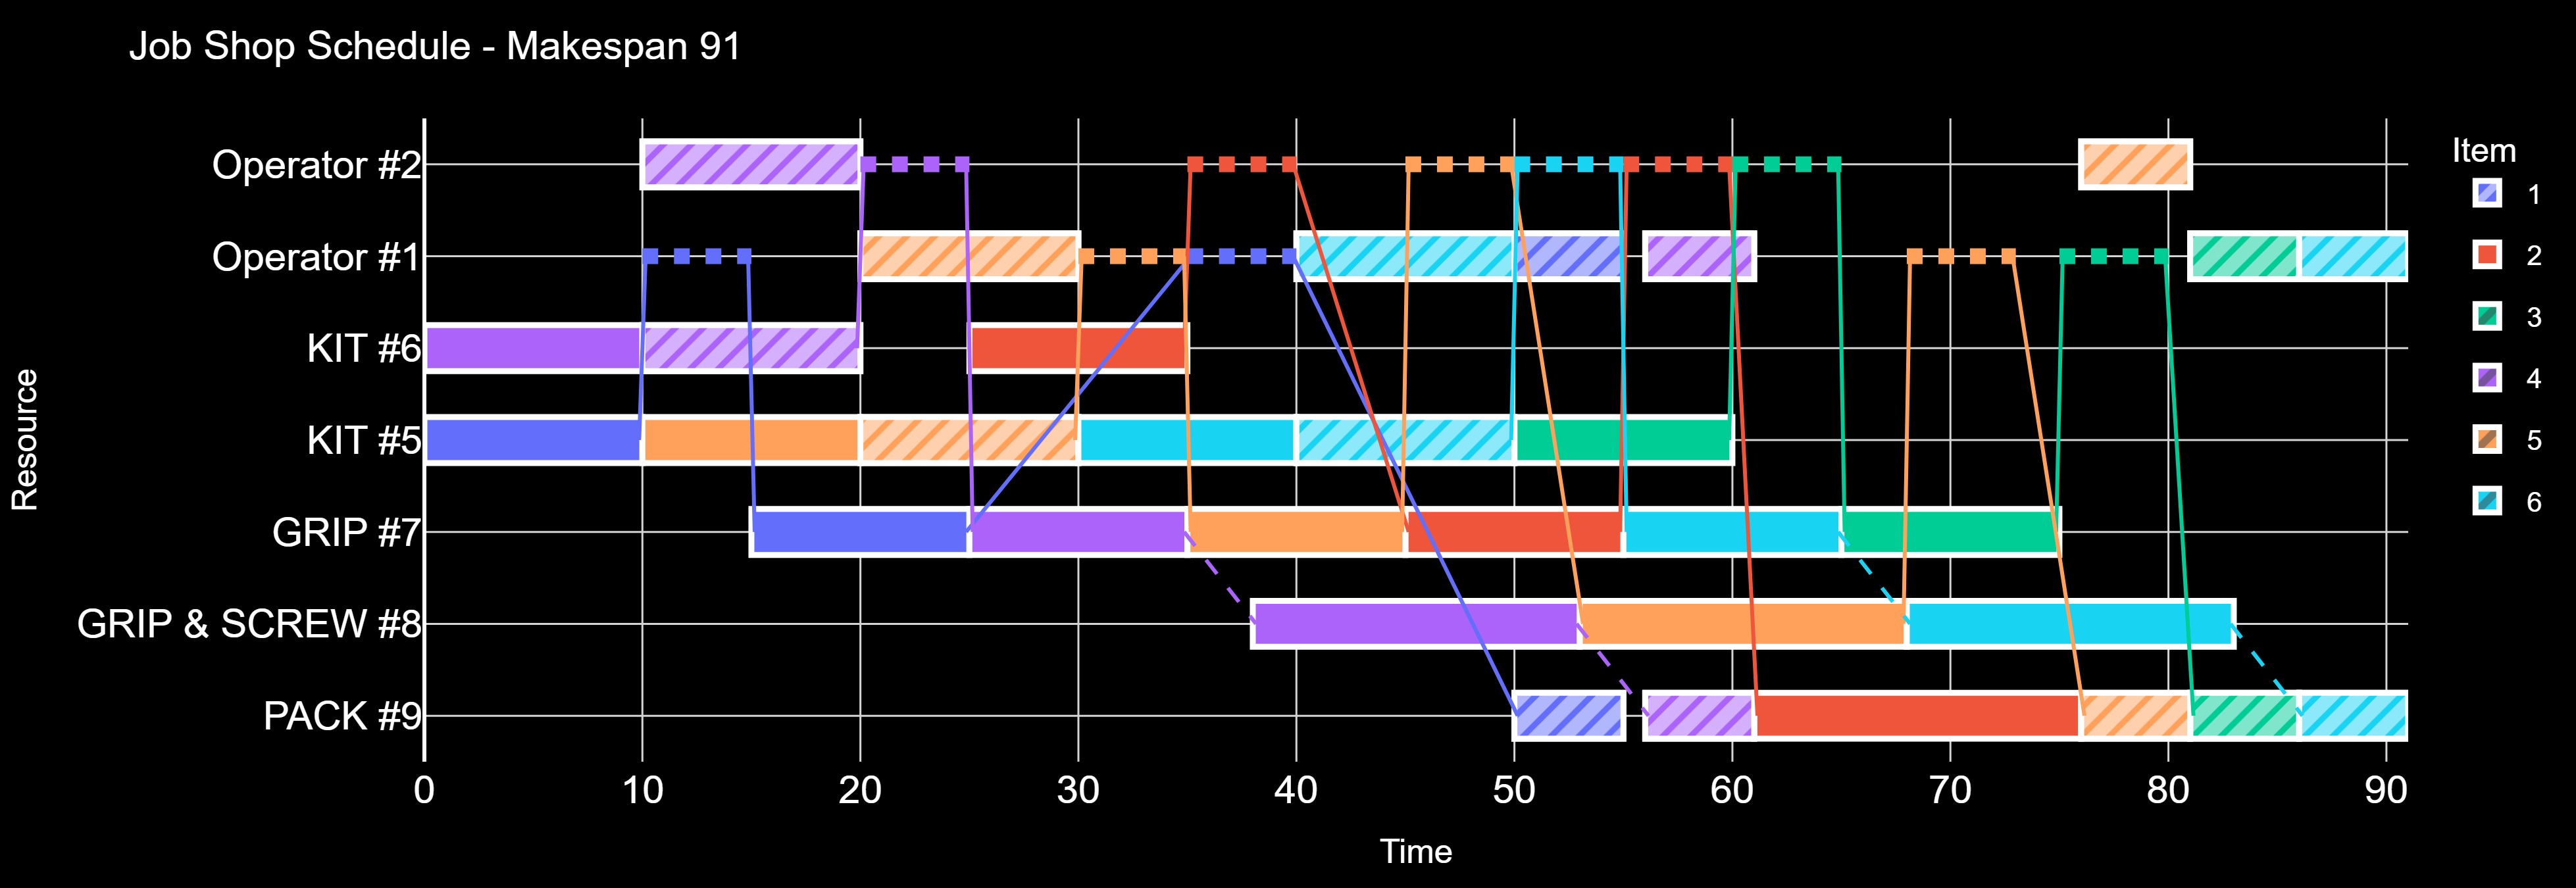 Job Shop Schedule - Makespan 91
Item
1
2
3
4
5
6
Resource
Operator #2
Operator #1
KIT #6
KIT #5
GRIP #7
GRIP & SCREW #8
PACK #9
0 10 20 30 40 50 60 70 80 90
Time